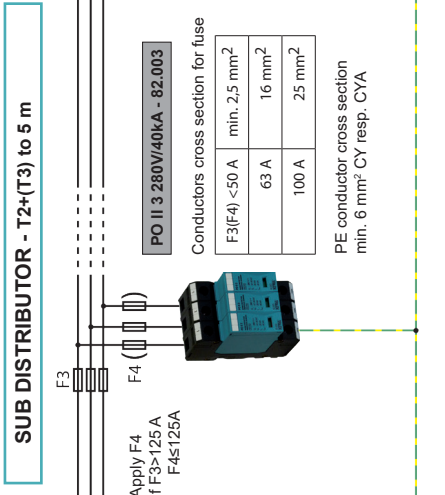 SUB DISTRIBUTOR - T2+(T3) to 5 m
F3
F4
( )
Apply F4
f F3>125 A
F4≤125A
PO II 3 280V/40kA - 82.003
Conductors cross section for fuse
F3(F4) <50 A min. 2,5 mm²
63 A 16 mm²
100 A 25 mm²
PE conductor cross section
min. 6 mm² CY resp. CYA